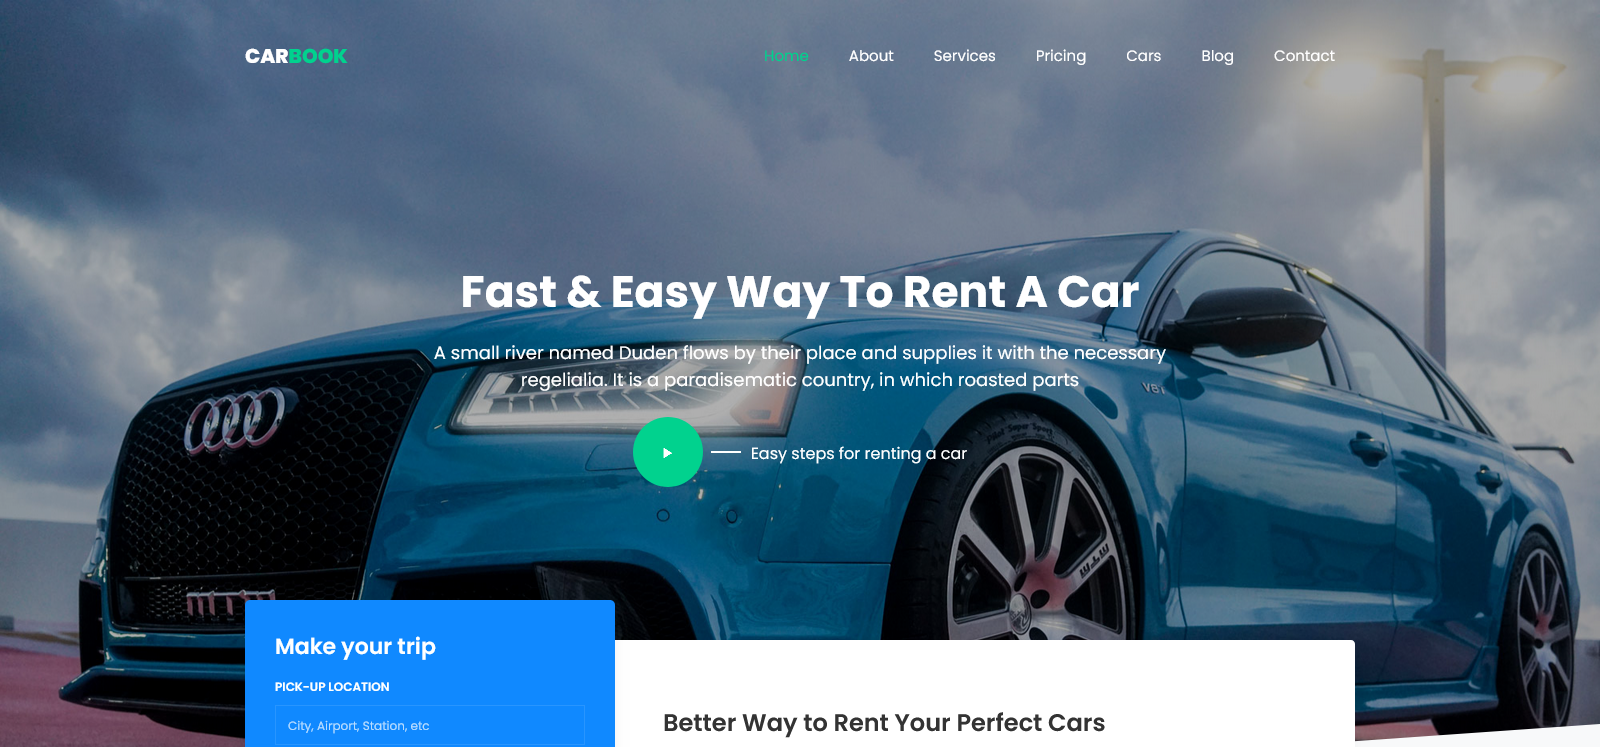 CARBOOK
Home About Services Pricing Cars Blog Contact
Fast & Easy Way To Rent A Car
A small river named Duden flows by their place and supplies it with the necessary
regelialia. It is a paradisematic country, in which roasted parts
Easy steps for renting a car
Pilot Super Sport
Make your trip
PICK-UP LOCATION
City, Airport, Station, etc
Better Way to Rent Your Perfect Cars